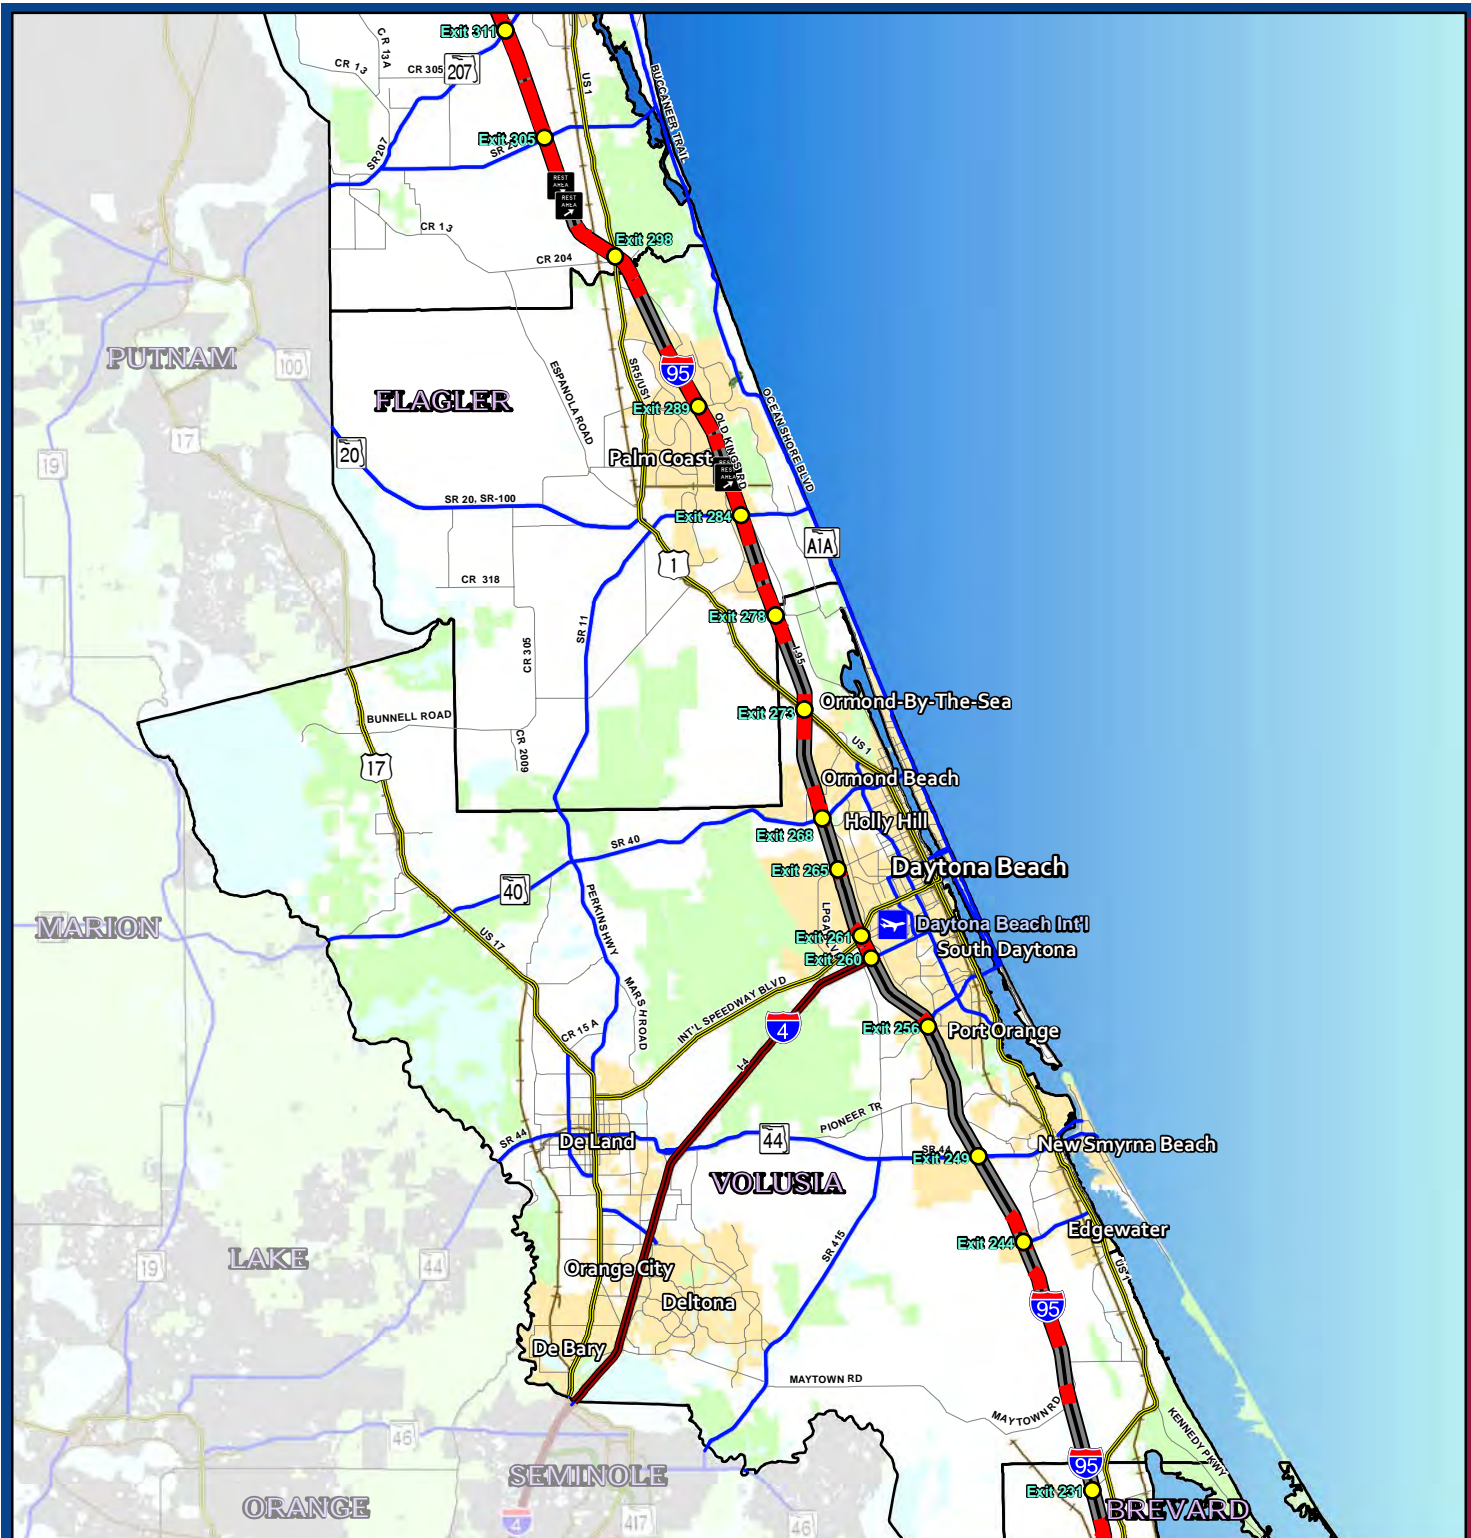 Exit 311
CR 13A
CR 13
CR 305
207
US 1
BUCCANEER TRAIL
Exit 305
SR207
REST
AREA
REST
AREA
CR 13
Exit 298
CR 204
PUTNAM
100
FLAGLER
ESPANOLA ROAD
SR5/US1
95
Exit 289
OLD KINGS RD
OCEAN SHORE BLVD
17
19
20
Palm Coast
REST
AREA
SR 20, SR-100
Exit 284
A1A
1
CR 318
SR 11
CR 305
Exit 278
I-95
Ormond-By-The-Sea
Exit 273
BUNNELL ROAD
CR 2009
US 1
17
Ormond Beach
Holly Hill
Exit 268
SR 40
Daytona Beach
Exit 265
40
PERKINS HWY
MARION
US 17
Daytona Beach Int'l
Exit 261
South Daytona
Exit 260
MARSH ROAD
INT'L SPEEDWAY BLVD
CR 15A
4
Exit 256
Port Orange
I-4
PIONEER TR
SR 44
De Land
44
SR 44
Exit 249
New Smyrna Beach
VOLUSIA
Edgewater
SR 415
Exit 244
LAKE
19
44
Orange City
US 1
Deltona
95
De Bary
MAYTOWN RD
MAYTOWN RD
KENNEDY PKWY
46
95
SEMINOLE
Exit 231
ORANGE
BREVARD
4
417
46